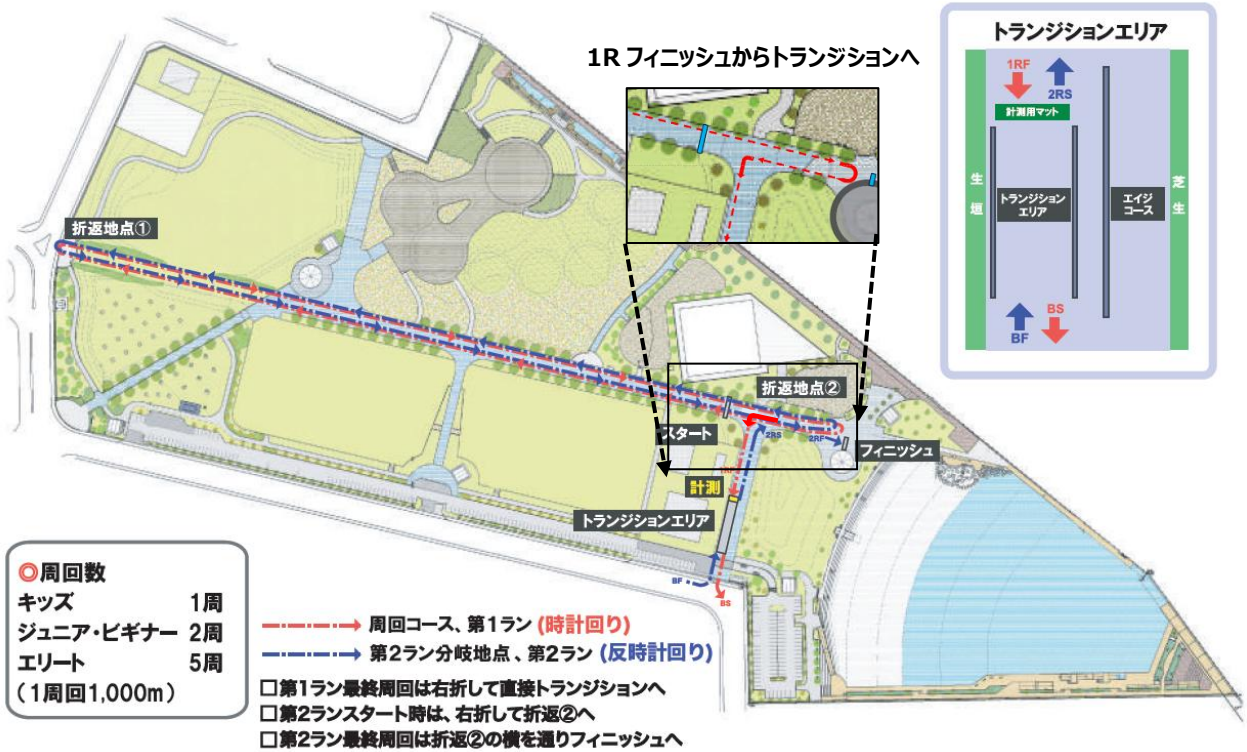 トランジションエリア
1RF
2RS
計測用マット
生垣
トランジション
エリア
エイジ
コース
芝生
BF
BS
1R フィニッシュからトランジションへ
折返地点①
折返地点②
スタート
2RS
2RF
フィニッシュ
1RF
計測
トランジションエリア
BF
BS
◎周回数
キッズ 1周
ジュニア・ビギナー 2周
エリート 5周
(1周回1,000m)
周回コース、第1ラン (時計回り)
第2ラン分岐地点、第2ラン (反時計回り)
□第1ラン最終周回は右折して直接トランジションへ
□第2ランスタート時は、右折して折返②へ
□第2ラン最終周回は折返②の横を通りフィニッシュへ